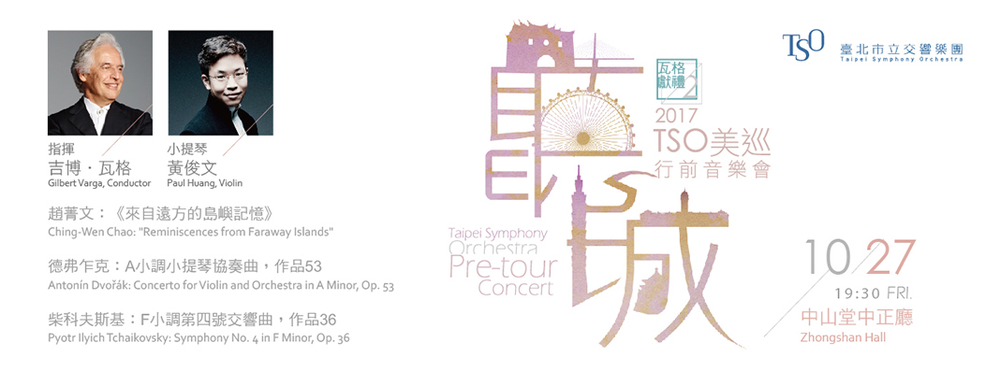 指揮
吉博·瓦格
Gilbert Varga, Conductor
小提琴
黃俊文
Paul Huang, Violin
趙菁文：《來自遠方的島嶼記憶》
Ching-Wen Chao: "Reminiscences from Faraway Islands"
德弗乍克：A小調小提琴協奏曲，作品53
Antonín Dvořák: Concerto for Violin and Orchestra in A Minor, Op. 53
柴科夫斯基：F小調第四號交響曲，作品36
Pyotr Ilyich Tchaikovsky: Symphony No. 4 in F Minor, Op. 36
聽城
Taipei Symphony
Orchestra
Pre-tour
Concert
瓦格
獻禮2
2017
TSO美巡
行前音樂會
TSO 臺北市立交響樂團
Taipei Symphony Orchestra
10/27
19:30 FRI.
中山堂中正廳
Zhongshan Hall